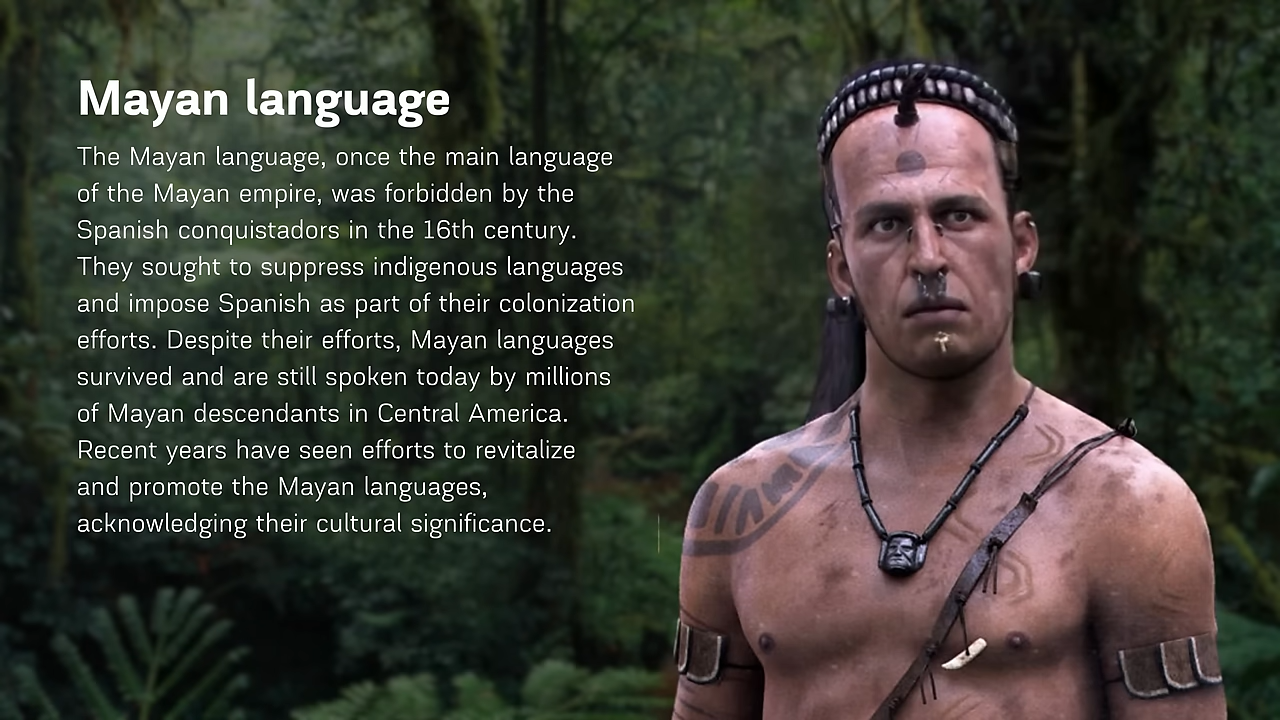 Mayan language
The Mayan language, once the main language
of the Mayan empire, was forbidden by the
Spanish conquistadors in the 16th century.
They sought to suppress indigenous languages
and impose Spanish as part of their colonization
efforts. Despite their efforts, Mayan languages
survived and are still spoken today by millions
of Mayan descendants in Central America.
Recent years have seen efforts to revitalize
and promote the Mayan languages,
acknowledging their cultural significance.